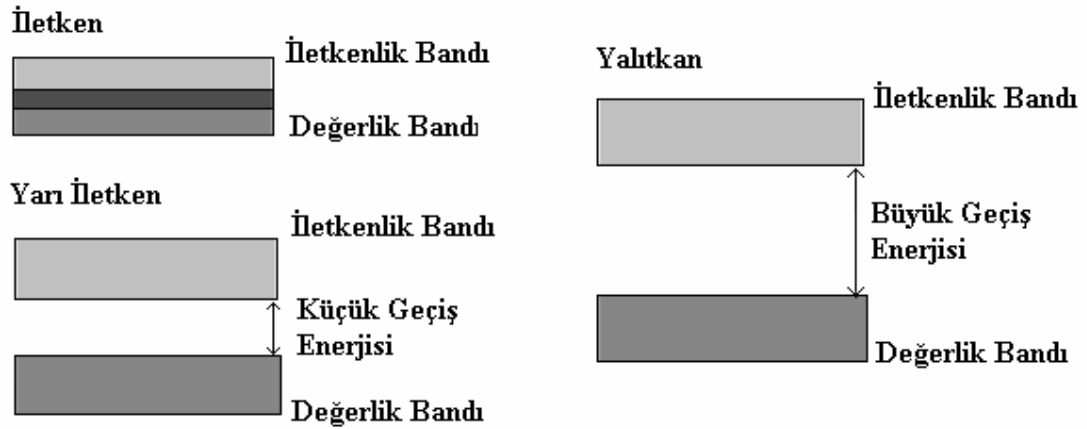 İletken
İletkenlik Bandı
Değerlik Bandı
Yarı İletken
İletkenlik Bandı
Küçük Geçiş
Enerjisi
Değerlik Bandı
Yalıtkan
İletkenlik Bandı
Büyük Geçiş
Enerjisi
Değerlik Bandı